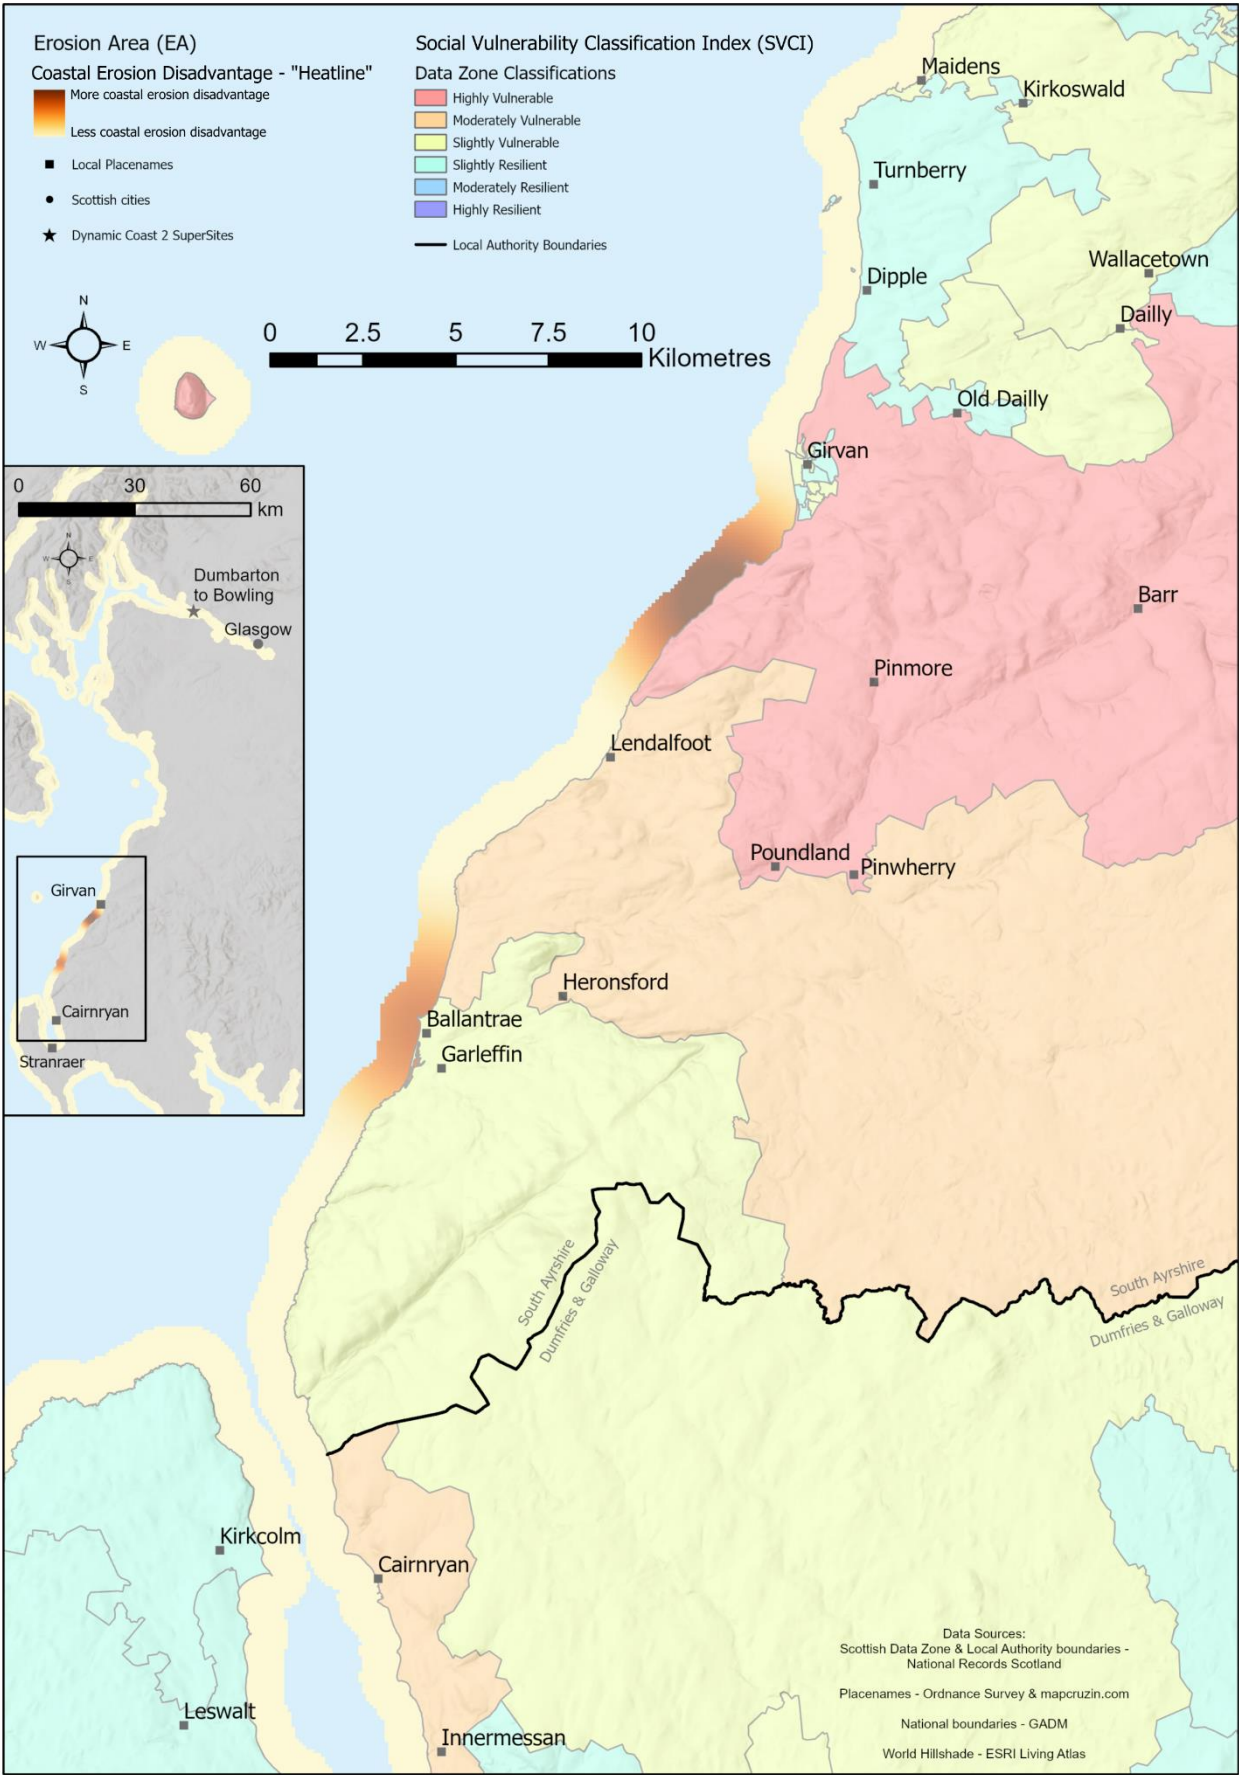 Erosion Area (EA)
Coastal Erosion Disadvantage - "Heatline"
More coastal erosion disadvantage
Less coastal erosion disadvantage
Local Placenames
Scottish cities
Dynamic Coast 2 SuperSites
Social Vulnerability Classification Index (SVCI)
Data Zone Classifications
Highly Vulnerable
Moderately Vulnerable
Slightly Vulnerable
Slightly Resilient
Moderately Resilient
Highly Resilient
Local Authority Boundaries
N
W E
S
0 2.5 5 7.5 10
Kilometres
Maidens
Kirkoswald
Turnberry
Wallacetown
Dipple
Dailly
Old Dailly
Girvan
0 30 60
km
N
W E
S
Dumbarton
to Bowling
Glasgow
Girvan
Cairnryan
Stranraer
Barr
Pinmore
Lendalfoot
Poundland
Pinwherry
Heronsford
Ballantrae
Garleffin
South Ayrshire
Dumfries & Galloway
South Ayrshire
Dumfries & Galloway
Kirkcolm
Cairnryan
Leswalt
Innermessan
Data Sources:
Scottish Data Zone & Local Authority boundaries -
National Records Scotland
Placenames - Ordnance Survey & mapcruzin.com
National boundaries - GADM
World Hillshade - ESRI Living Atlas